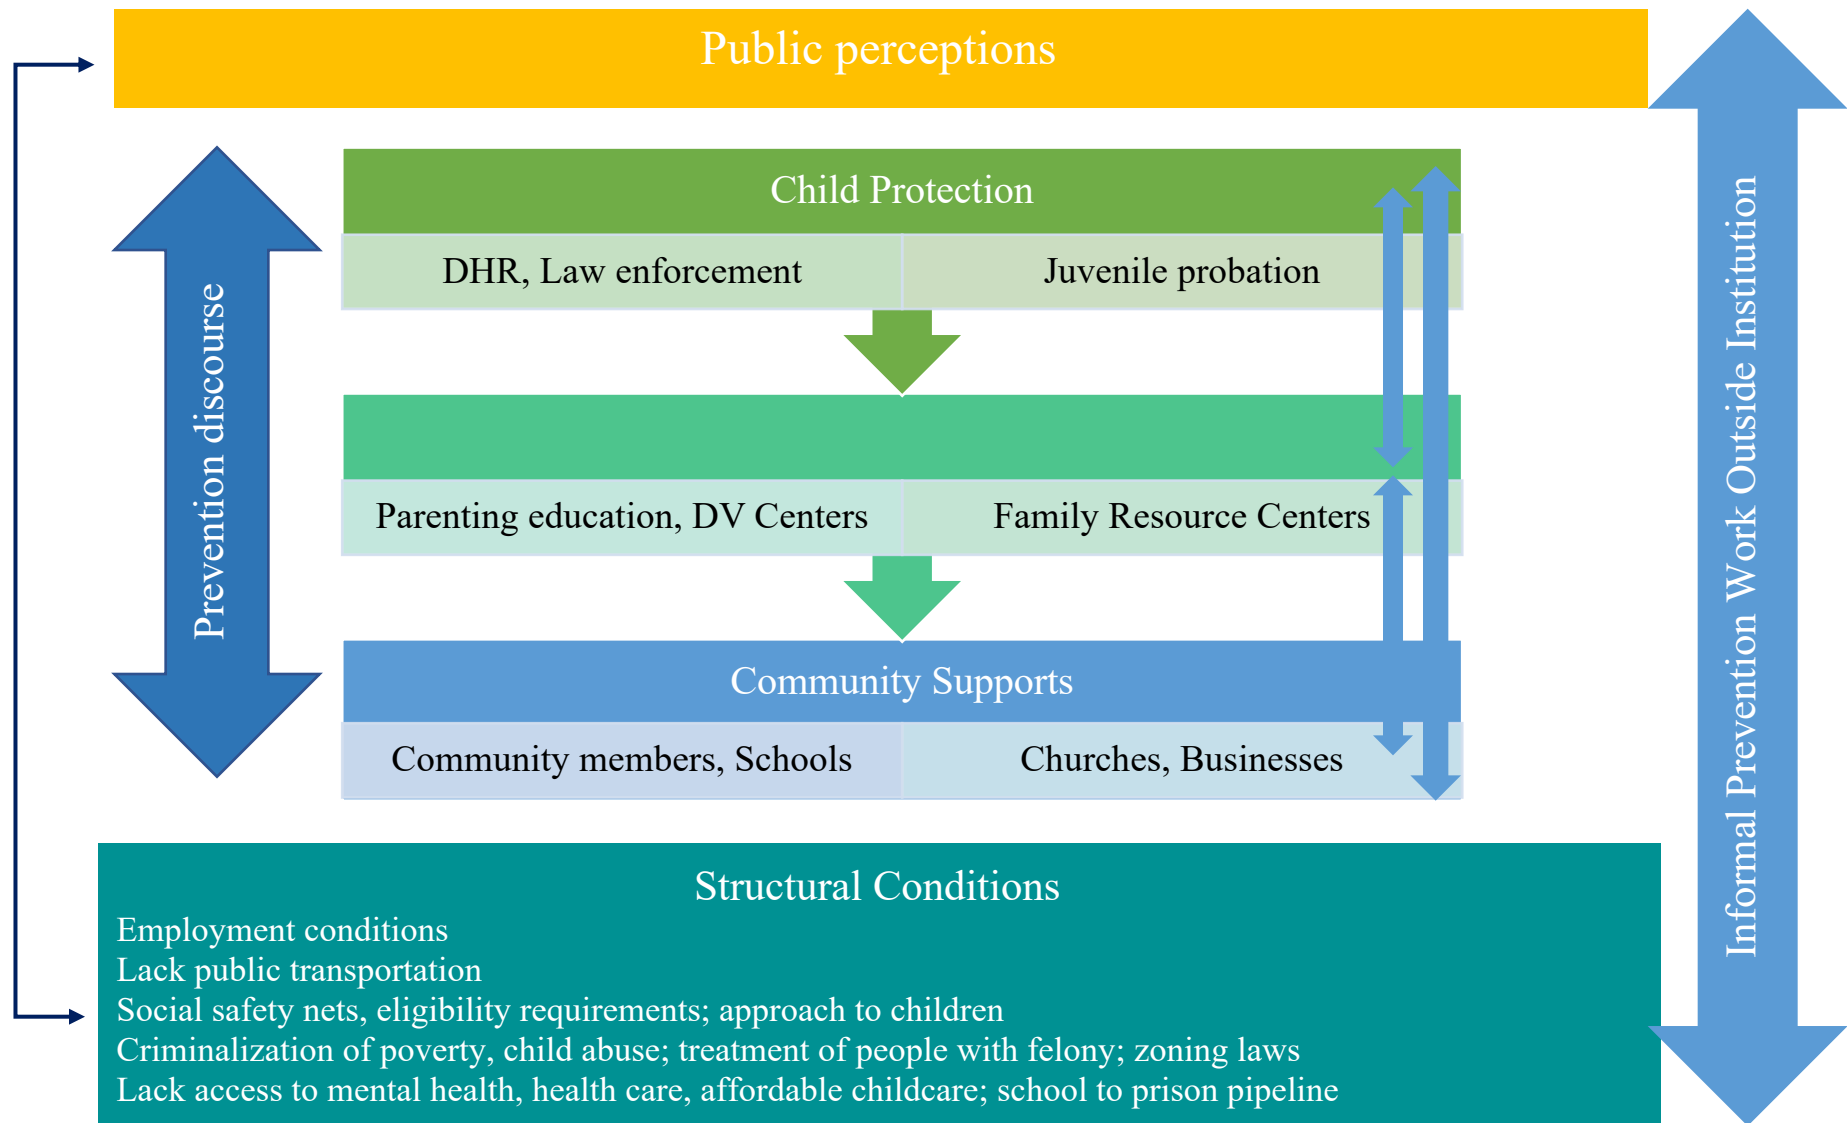 Public perceptions
Child Protection
DHR, Law enforcement
Juvenile probation
Prevention discourse
Parenting education, DV Centers
Family Resource Centers
Community Supports
Community members, Schools
Churches, Businesses
Informal Prevention Work Outside Institution
Structural Conditions
Employment conditions
Lack public transportation
Social safety nets, eligibility requirements; approach to children
Criminalization of poverty, child abuse; treatment of people with felony; zoning laws
Lack access to mental health, health care, affordable childcare; school to prison pipeline